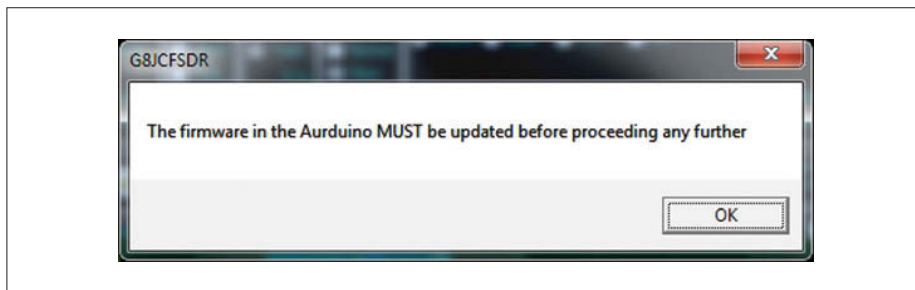 G8JCFSDR
The firmware in the Aurduino MUST be updated before proceeding any further
OK